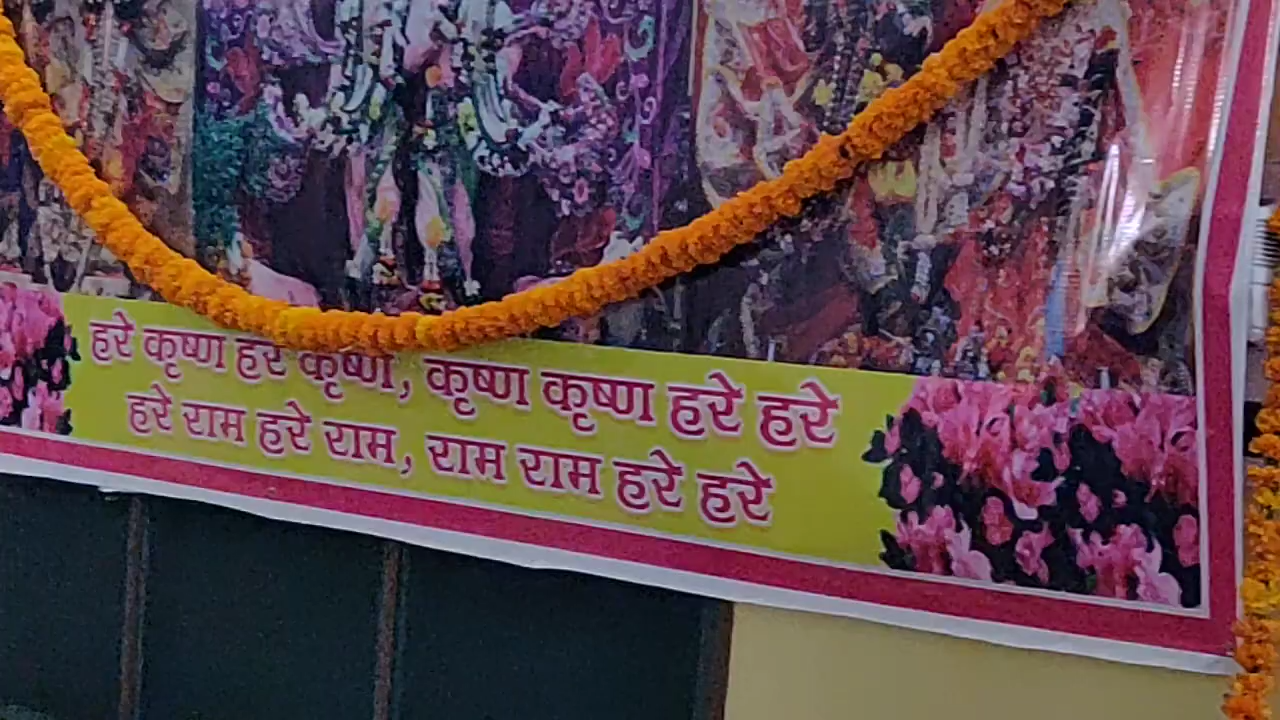 हरे कृष्ण हरे कृष्ण, कृष्ण कृष्ण हरे हरे
हरे राम हरे राम, राम राम हरे हरे